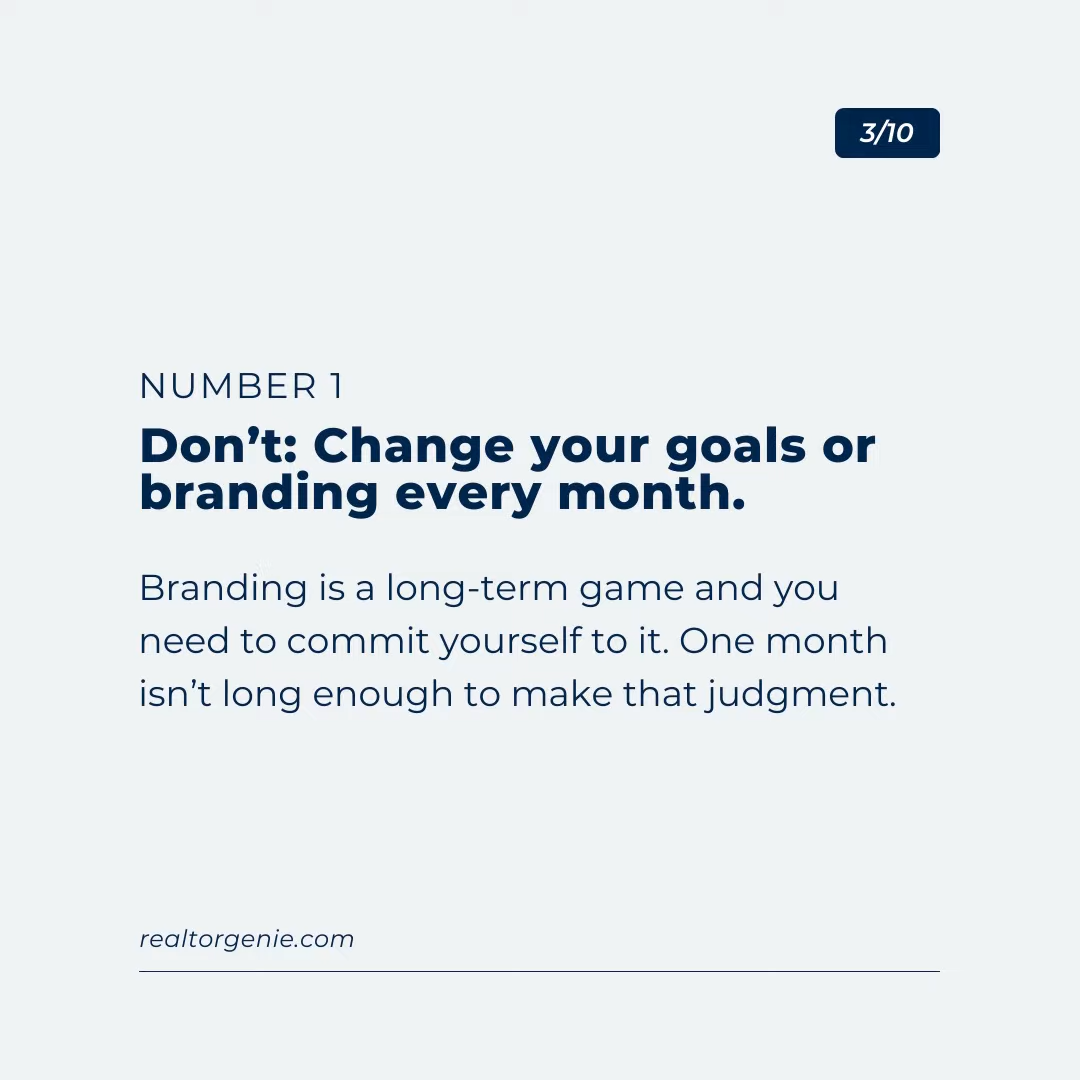 3/10
NUMBER 1
Don’t: Change your goals or
branding every month.
Branding is a long-term game and you
need to commit yourself to it. One month
isn’t long enough to make that judgment.
realtorgenie.com